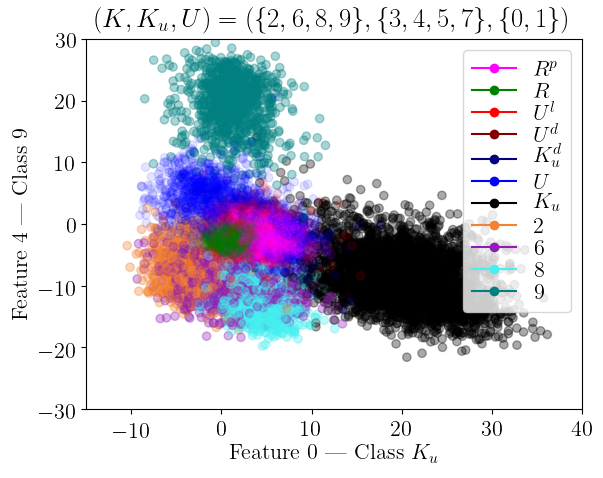 (K, K_u, U) = ({2, 6, 8, 9}, {3, 4, 5, 7}, {0, 1})
30
20
10
0
−10
−20
−30
Feature 4 — Class 9
R^p
R
U^l
U^d
K_u^d
U
K_u
2
6
8
9
−10 0 10 20 30 40
Feature 0 — Class K_u